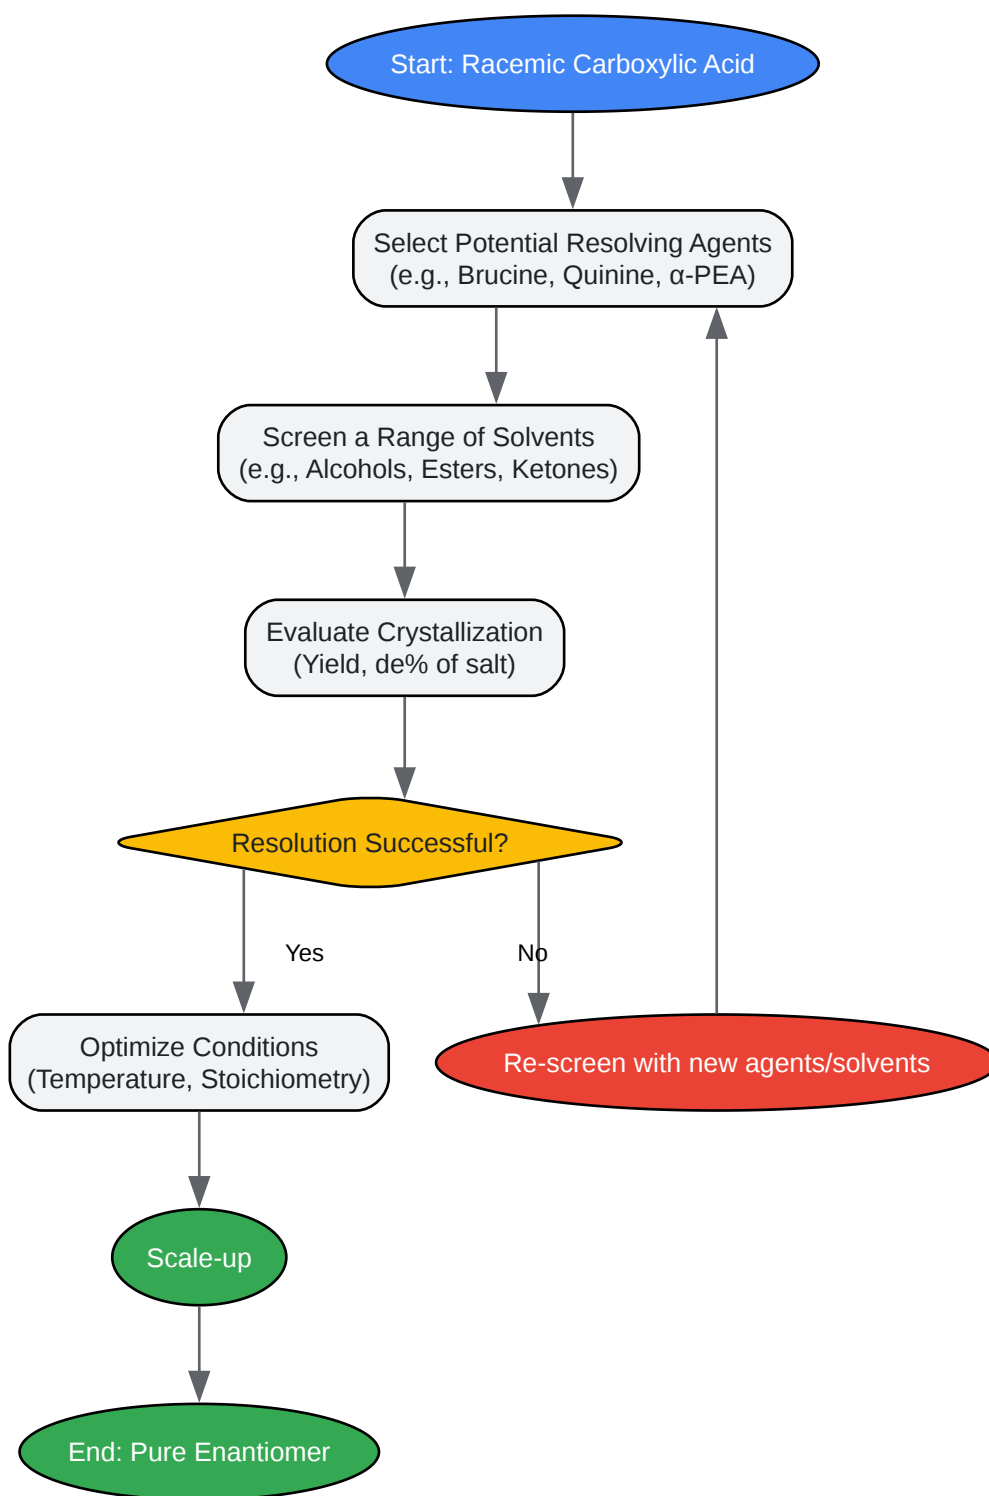 Start: Racemic Carboxylic Acid
Select Potential Resolving Agents
(e.g., Brucine, Quinine, α-PEA)
Screen a Range of Solvents
(e.g., Alcohols, Esters, Ketones)
Evaluate Crystallization
(Yield, de% of salt)
Resolution Successful?
Yes
No
Optimize Conditions
(Temperature, Stoichiometry)
Re-screen with new agents/solvents
Scale-up
End: Pure Enantiomer